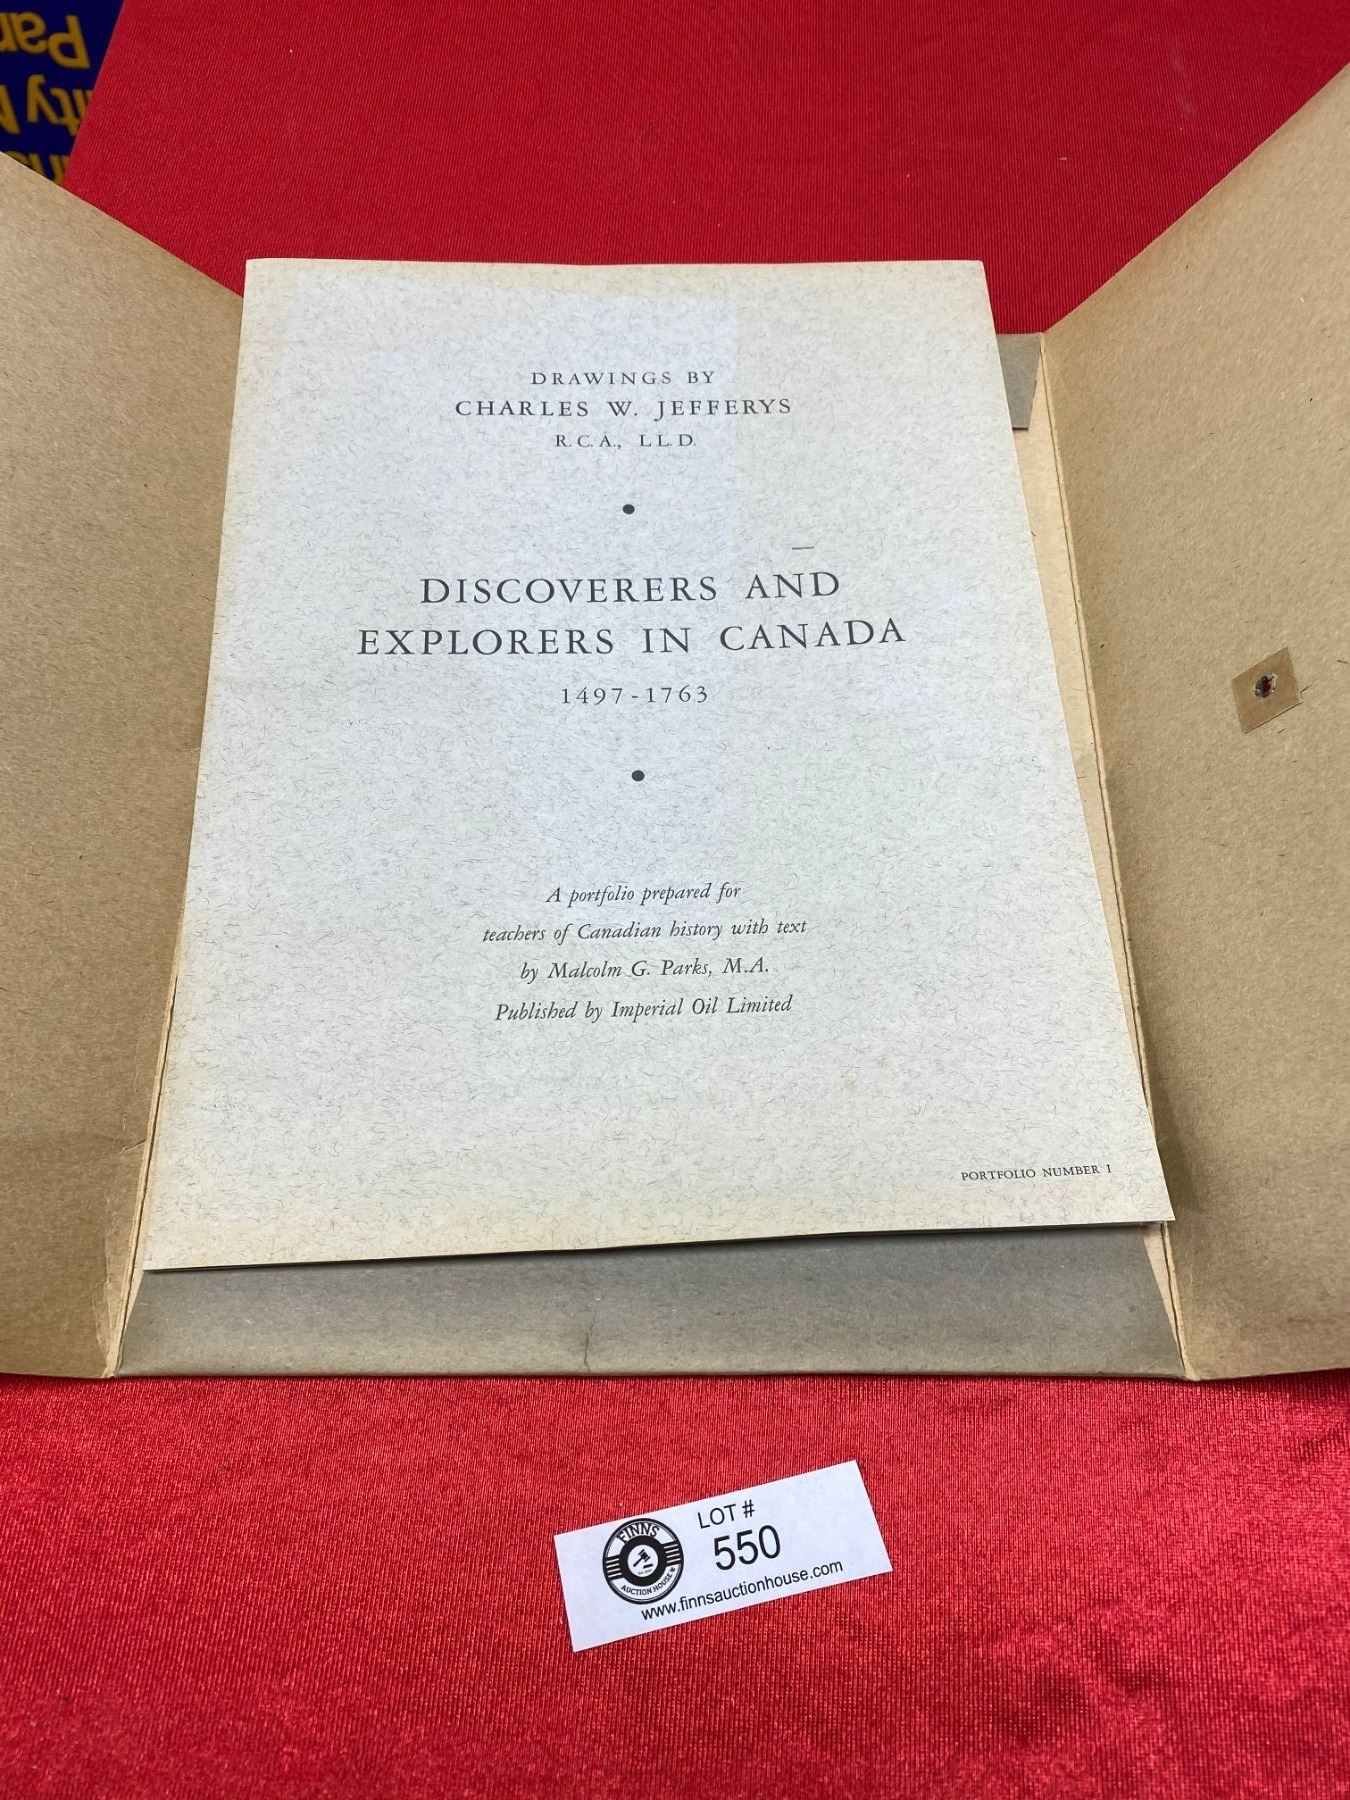 DRAWINGS BY
CHARLES W. JEFFERYS
R.C.A., LL.D.
DISCOVERERS AND
EXPLORERS IN CANADA
1497-1763
A portfolio prepared for
teachers of Canadian history with text
by Malcolm G. Parks, M.A.
Published by Imperial Oil Limited
PORTFOLIO NUMBER I
LOT #
550
FINNS
AUCTION HOUSE
www.finnsauctionhouse.com